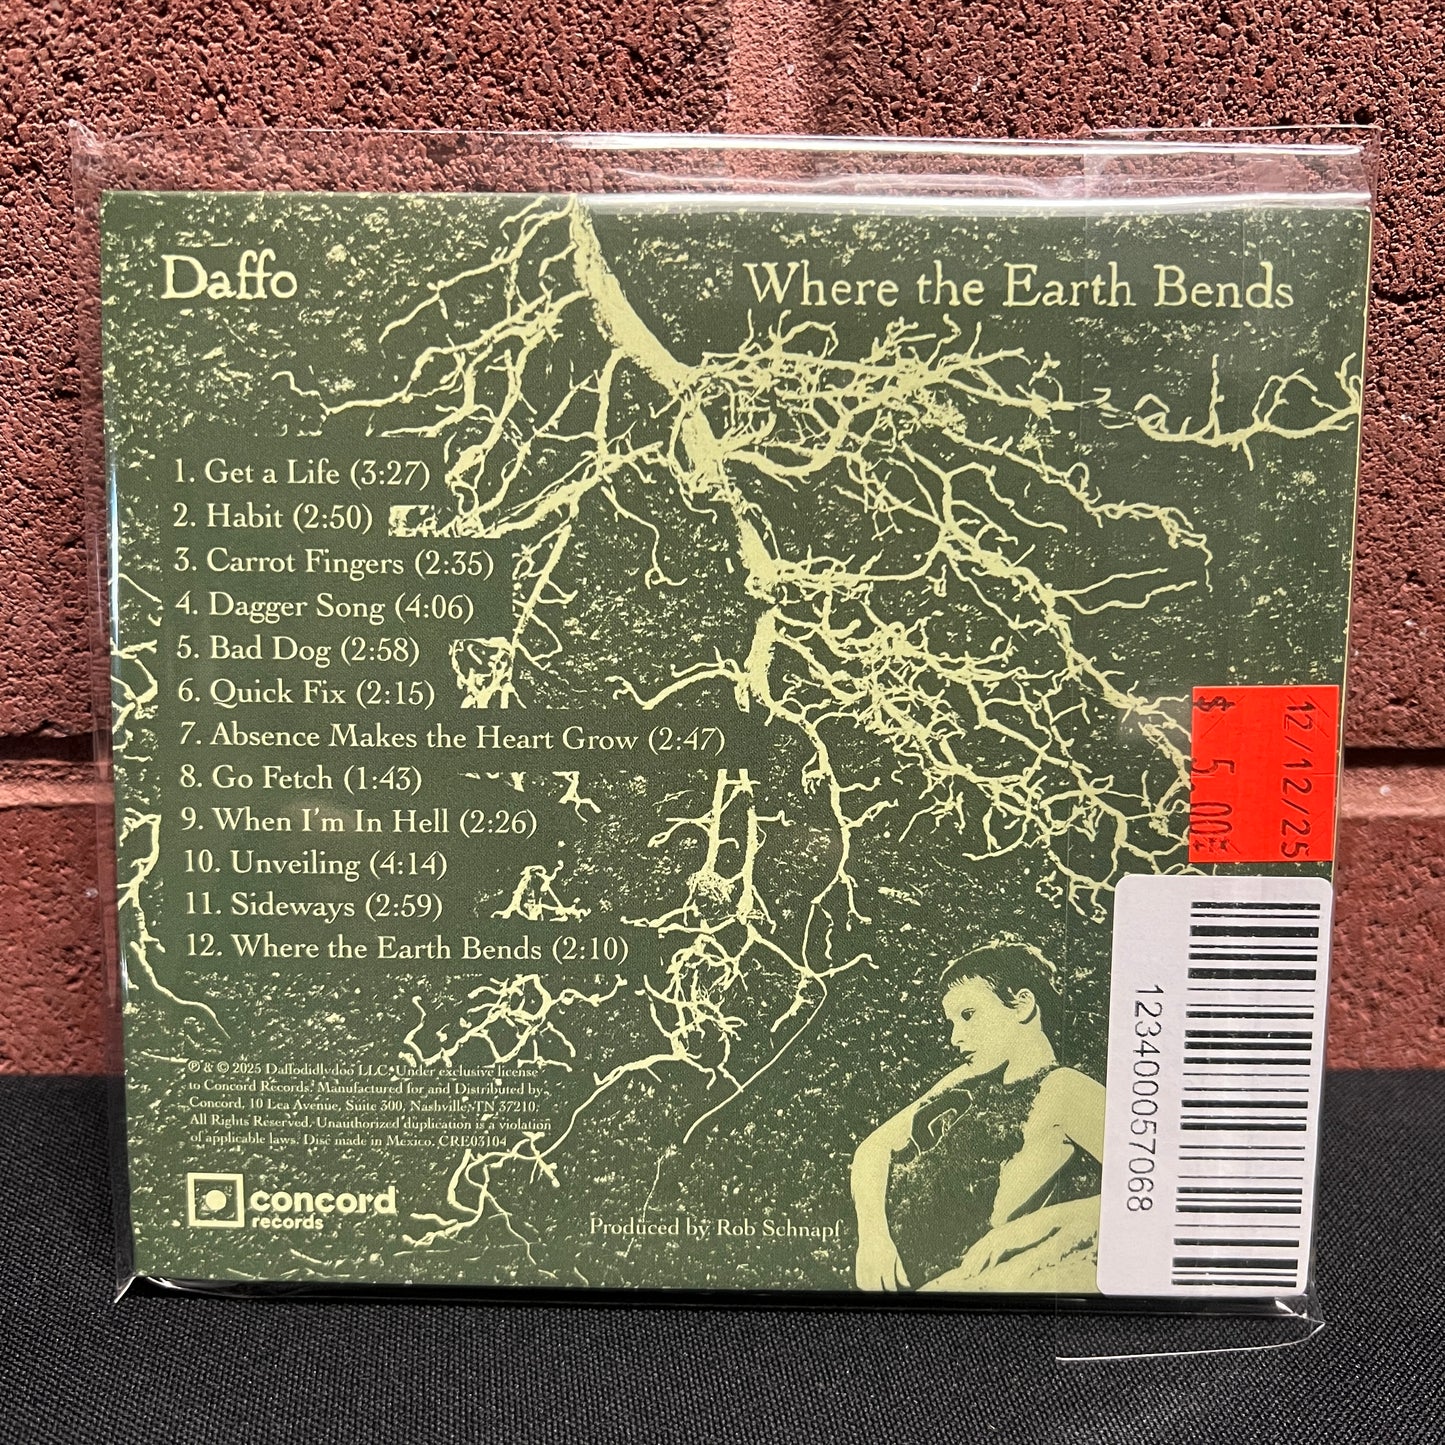 Daffo
Where the Earth Bends
1. Get a Life (3:27)
2. Habit (2:50)
3. Carrot Fingers (2:35)
4. Dagger Song (4:06)
5. Bad Dog (2:58)
6. Quick Fix (2:15)
7. Absence Makes the Heart Grow (2:47)
8. Go Fetch (1:43)
9. When I'm In Hell (2:26)
10. Unveiling (4:14)
11. Sideways (2:59)
12. Where the Earth Bends (2:10)
℗ & © 2025 Daffodidlydoo LLC. Under exclusive license
to Concord Records. Manufactured for and Distributed by
Concord, 10 Lea Avenue, Suite 300, Nashville, TN 37210.
All Rights Reserved. Unauthorized duplication is a violation
of applicable laws. Disc made in Mexico. CRE03104
concord
records
Produced by Rob Schnapf
12/12/25
$ 5.00
123400057068